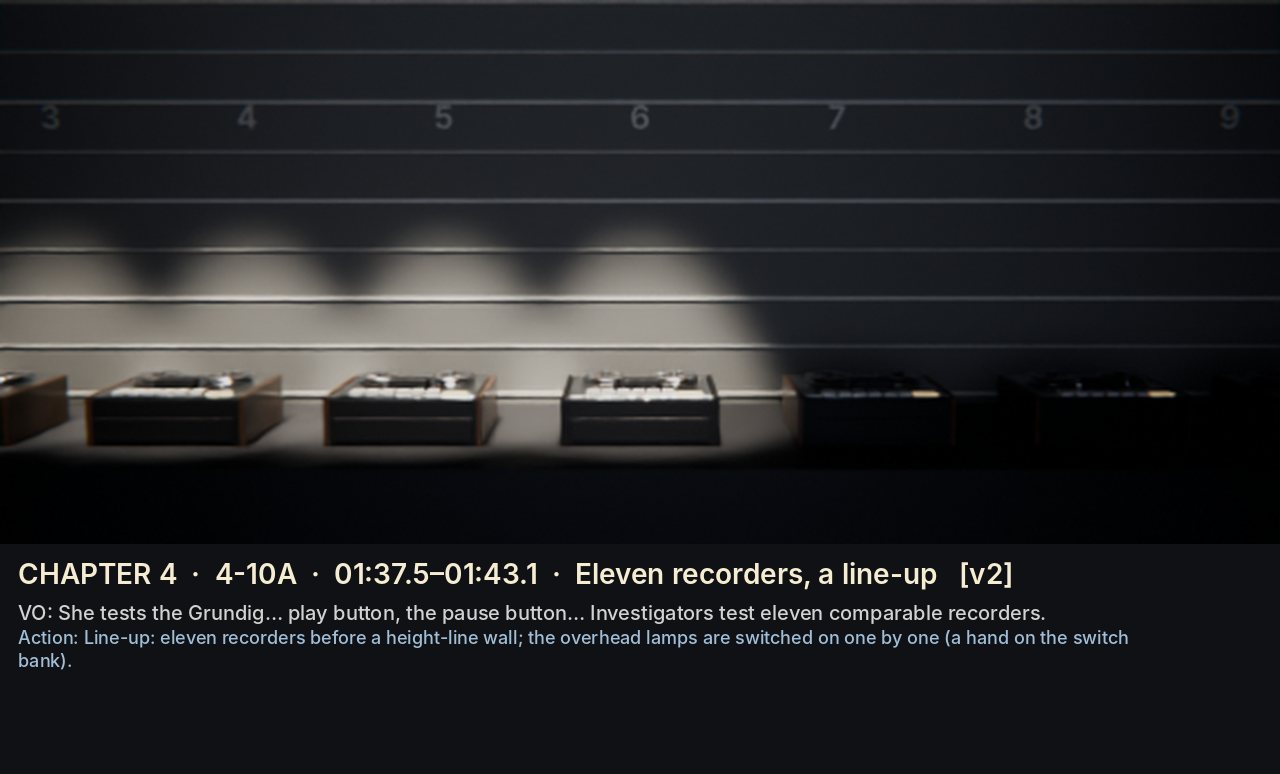 3 4 5 6 7 8 9
CHAPTER 4 · 4-10A · 01:37.5–01:43.1 · Eleven recorders, a line-up [v2]
VO: She tests the Grundig... play button, the pause button... Investigators test eleven comparable recorders.
Action: Line-up: eleven recorders before a height-line wall; the overhead lamps are switched on one by one (a hand on the switch
bank).